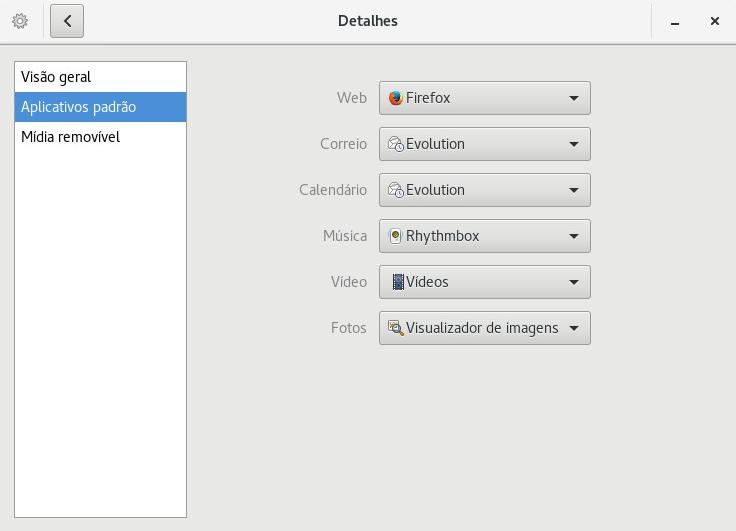 Detalhes
Visão geral
Aplicativos padrão
Mídia removível
Web Firefox
Correio Evolution
Calendário Evolution
Música Rhythmbox
Vídeo Vídeos
Fotos Visualizador de imagens